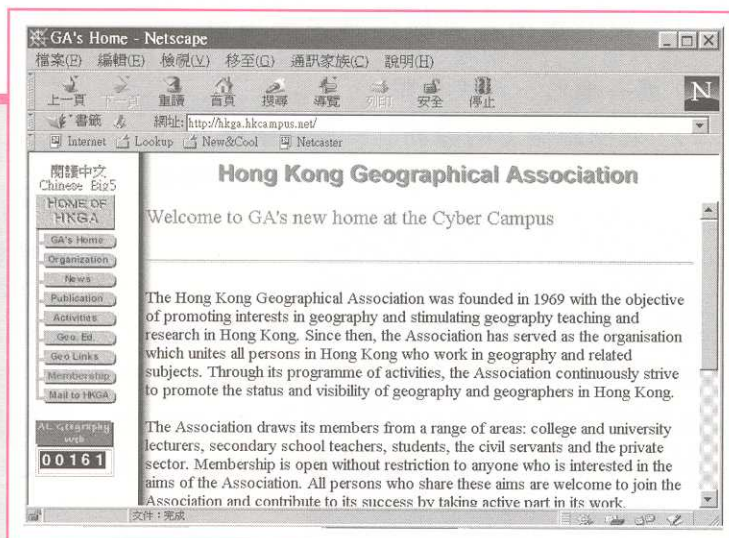 GA's Home - Netscape
檔案(F) 編輯(E) 檢視(V) 移至(G) 通訊家族(C) 說明(H)
上一頁 下一頁 重讀 首頁 搜尋 導覽 列印 安全 停止
N
書籤 網址: http://hkga.hkcampus.net/
Internet Lookup New&Cool Netcaster
閱讀中文
Chinese Big5
HOME OF
HKGA
GA's Home
Organization
News
Publication
Activities
Geo. Ed.
Geo Links
Membership
Mail to HKGA
AL Geography
Web
00161
Hong Kong Geographical Association
Welcome to GA's new home at the Cyber Campus
The Hong Kong Geographical Association was founded in 1969 with the objective
of promoting interests in geography and stimulating geography teaching and
research in Hong Kong. Since then, the Association has served as the organisation
which unites all persons in Hong Kong who work in geography and related
subjects. Through its programme of activities, the Association continuously strive
to promote the status and visibility of geography and geographers in Hong Kong.
The Association draws its members from a range of areas: college and university
lecturers, secondary school teachers, students, the civil servants and the private
sector. Membership is open without restriction to anyone who is interested in the
aims of the Association. All persons who share these aims are welcome to join the
Association and contribute to its success by taking active part in its work.
文件：完成